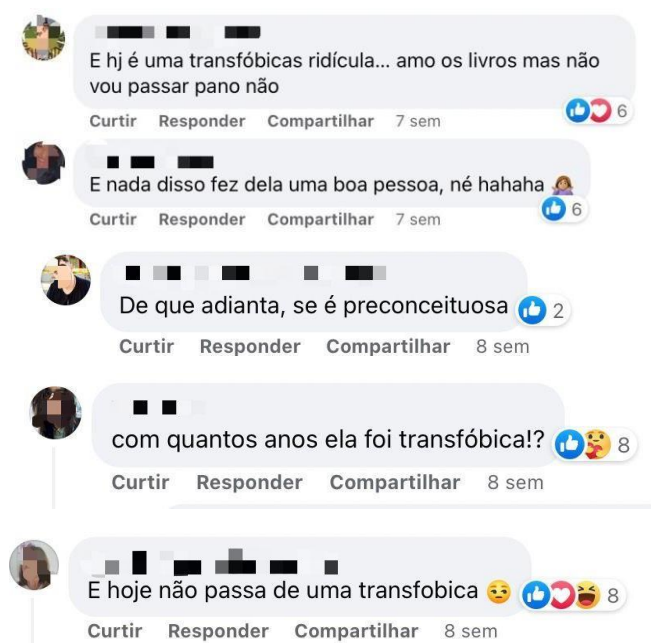 E hj é uma transfóbicas ridícula... amo os livros mas não
vou passar pano não
Curtir Responder Compartilhar 7 sem
6
E nada disso fez dela uma boa pessoa, né hahaha 🤷🏽‍♀️
6
Curtir Responder Compartilhar 7 sem
De que adianta, se é preconceituosa
2
Curtir Responder Compartilhar 8 sem
com quantos anos ela foi transfóbica!?
8
Curtir Responder Compartilhar 8 sem
E hoje não passa de uma transfobica 😒
8
Curtir Responder Compartilhar 8 sem